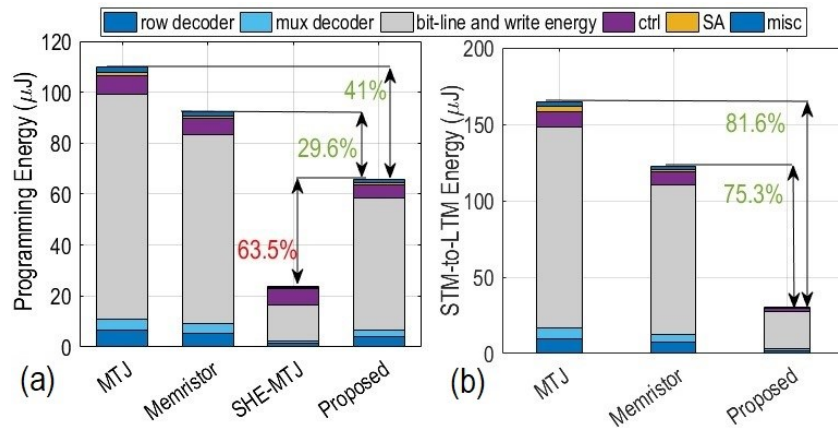 row decoder mux decoder bit-line and write energy ctrl SA misc
Programming Energy (μJ)
120
100
80
60
40
20
0
41%
29.6%
63.5%
MTJ
Memristor
SHE-MTJ
Proposed
(a)
STM-to-LTM Energy (μJ)
200
150
100
50
0
81.6%
75.3%
MTJ
Memristor
Proposed
(b)